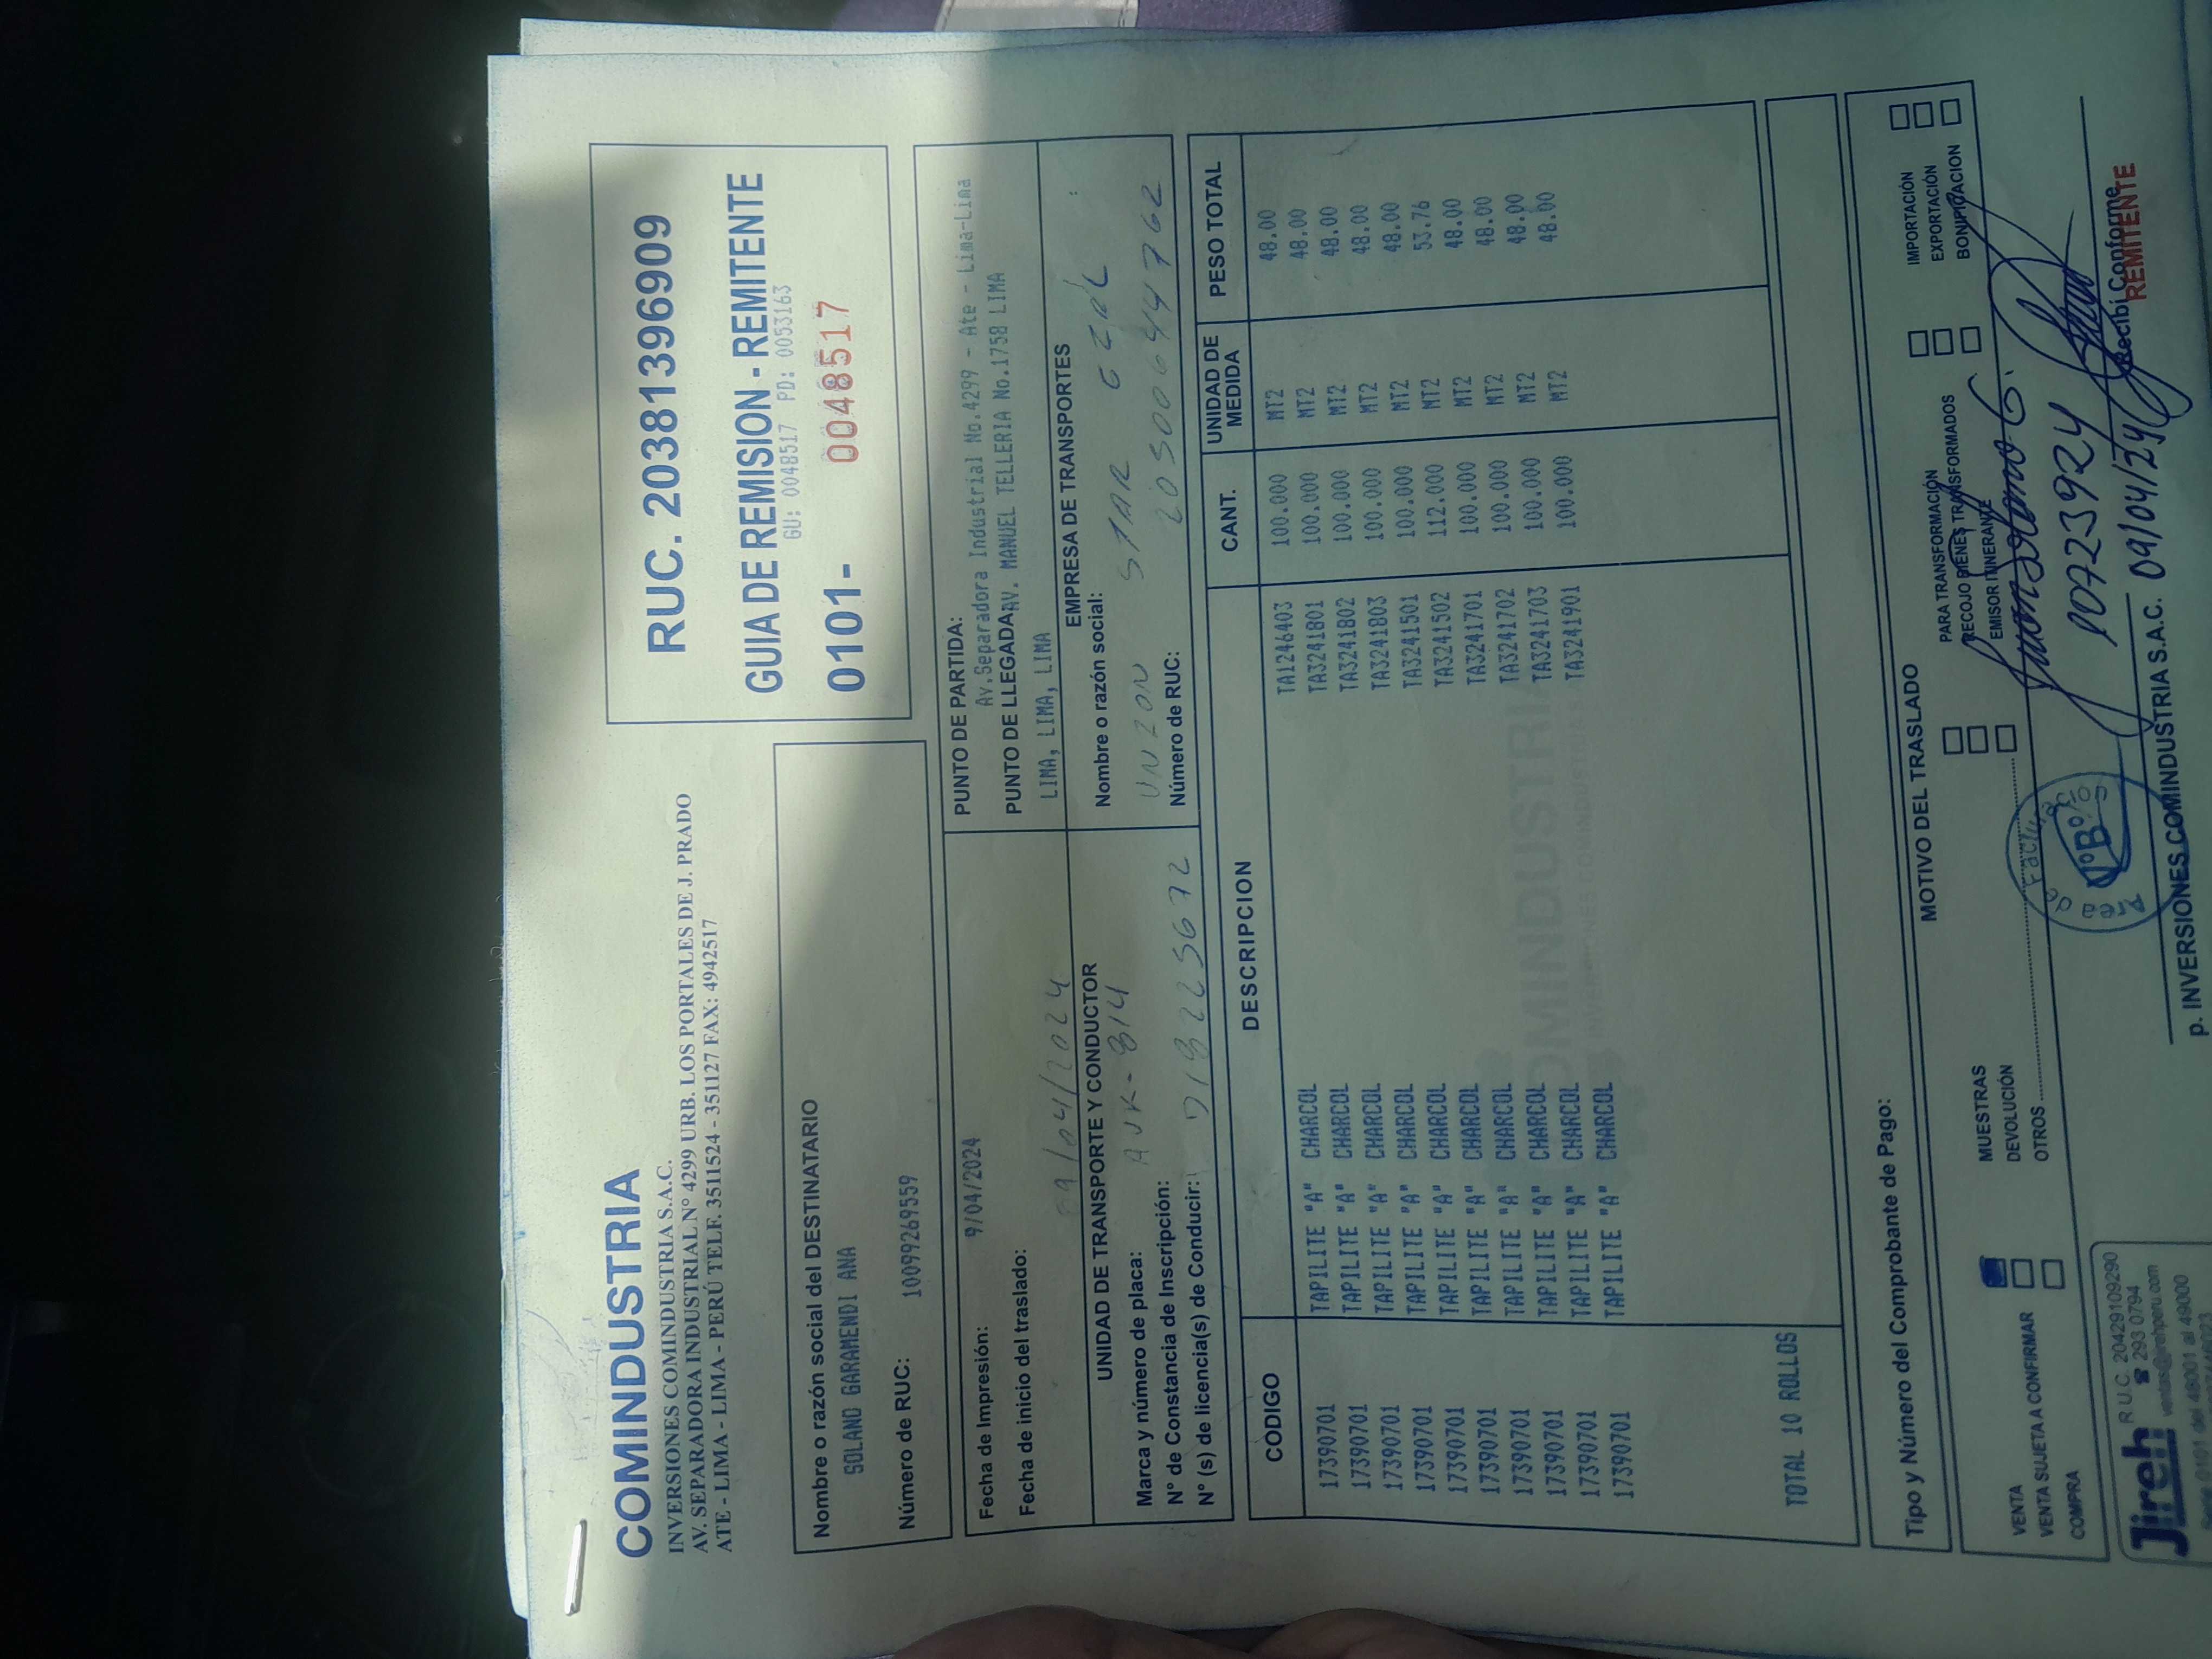 COMINDUSTRIA
INVERSIONES COMINDUSTRIA S.A.C.
AV. SEPARADORA INDUSTRIAL N° 4299 URB. LOS PORTALES DE J. PRADO
ATE - LIMA - LIMA - PERÚ TELF. 3511524 - 351127 FAX: 4942517
RUC. 20381396909
GUIA DE REMISION - REMITENTE
GU: 0048517 PD: 0053163
0101- 0048517
Nombre o razón social del DESTINATARIO
SOLANO GARAMENDI ANA
Número de RUC: 10099269559
Fecha de Impresión: 9/04/2024
Fecha de inicio del traslado:
09/04/2024
PUNTO DE PARTIDA:
Av.Separadora Industrial No.4299 - Ate - Lima-Lima
PUNTO DE LLEGADA:AV. MANUEL TELLERIA No.1758 LIMA
LIMA, LIMA, LIMA
UNIDAD DE TRANSPORTE Y CONDUCTOR
Marca y número de placa: AJK-814
N° de Constancia de Inscripción:
N° (s) de licencia(s) de Conducir:
EMPRESA DE TRANSPORTES
Nombre o razón social:
STAR
Número de RUC:
CODIGO DESCRIPCION CANT. UNIDAD DE MEDIDA PESO TOTAL
17390701 TAPILITE "A" CHARCOL TA1246403 100.000 MT2 48.00
17390701 TAPILITE "A" CHARCOL TA3241801 100.000 MT2 48.00
17390701 TAPILITE "A" CHARCOL TA3241802 100.000 MT2 48.00
17390701 TAPILITE "A" CHARCOL TA3241803 100.000 MT2 48.00
17390701 TAPILITE "A" CHARCOL TA3241501 100.000 MT2 48.00
17390701 TAPILITE "A" CHARCOL TA3241502 112.000 MT2 53.76
17390701 TAPILITE "A" CHARCOL TA3241701 100.000 MT2 48.00
17390701 TAPILITE "A" CHARCOL TA3241702 100.000 MT2 48.00
17390701 TAPILITE "A" CHARCOL TA3241703 100.000 MT2 48.00
17390701 TAPILITE "A" CHARCOL TA3241901 100.000 MT2 48.00
COMINDUSTRIA
TOTAL 10 ROLLOS
Tipo y Número del Comprobante de Pago:
MOTIVO DEL TRASLADO
VENTA MUESTRAS PARA TRANSFORMACIÓN IMPORTACIÓN
VENTA SUJETA A CONFIRMAR DEVOLUCIÓN RECOJO BIENES TRANSFORMADOS EXPORTACIÓN
COMPRA OTROS EMISOR ITINERANTE BONIFICACION
VºBº
09/04/24
p. INVERSIONES COMINDUSTRIA S.A.C.
Recibí Conforme
REMITENTE
Jireh R.U.C. 20429109290
293 0794
ventas@jirehperu.com